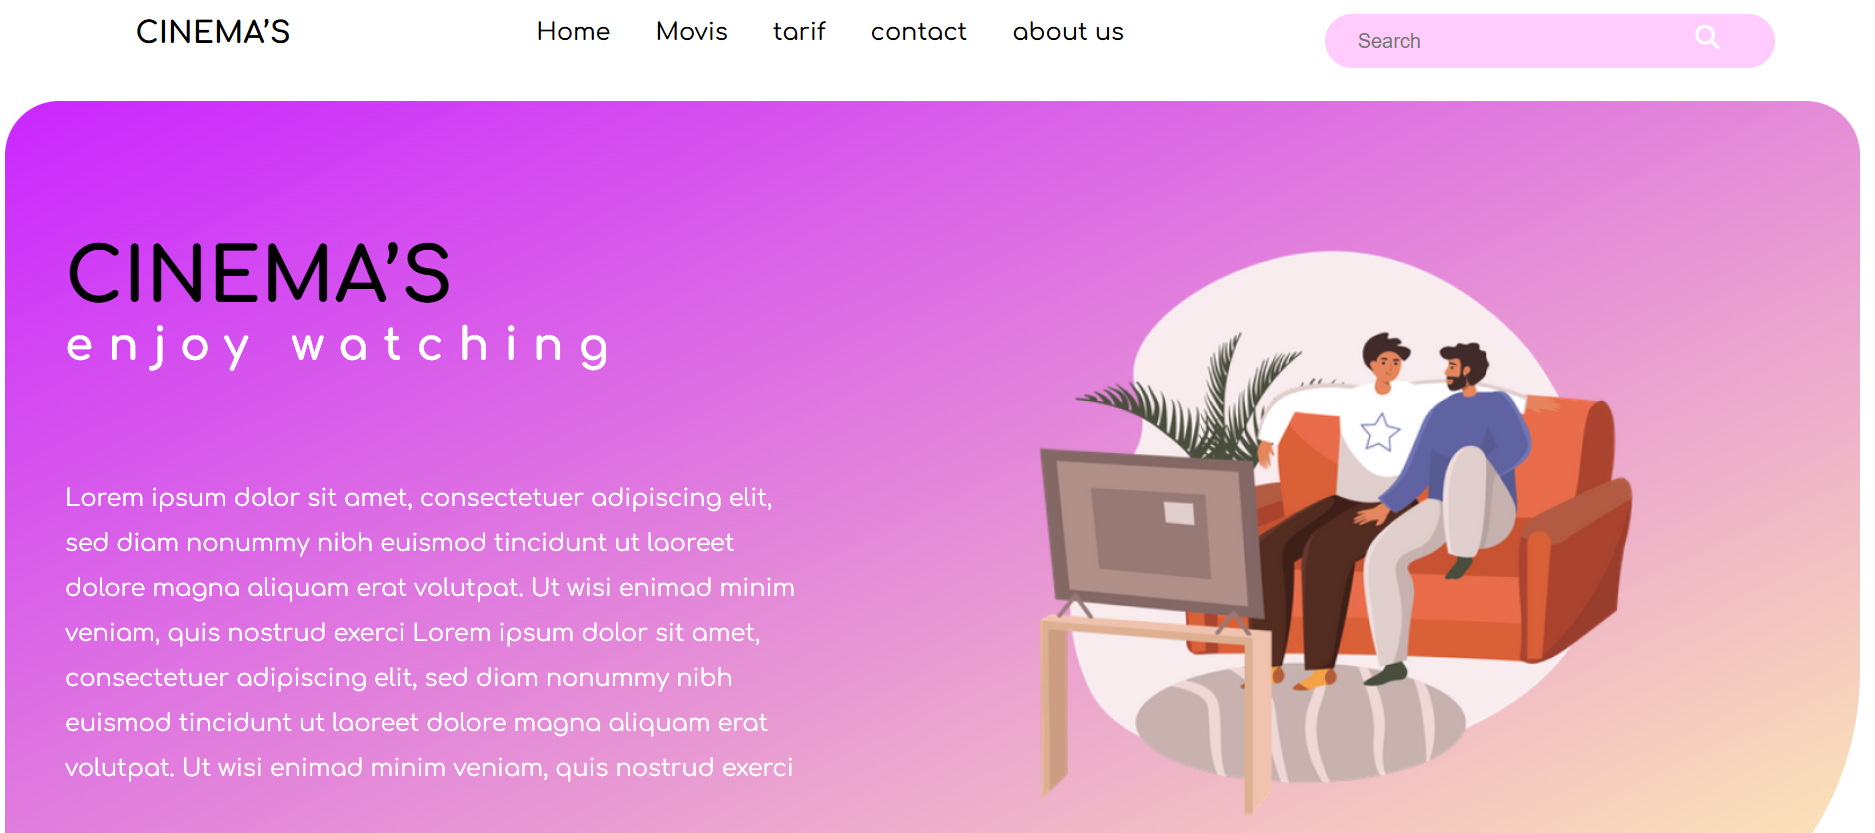 CINEMA’S
Home Movis tarif contact about us
Search
CINEMA’S
enjoy watching
Lorem ipsum dolor sit amet, consectetuer adipiscing elit,
sed diam nonummy nibh euismod tincidunt ut laoreet
dolore magna aliquam erat volutpat. Ut wisi enimad minim
veniam, quis nostrud exerci Lorem ipsum dolor sit amet,
consectetuer adipiscing elit, sed diam nonummy nibh
euismod tincidunt ut laoreet dolore magna aliquam erat
volutpat. Ut wisi enimad minim veniam, quis nostrud exerci